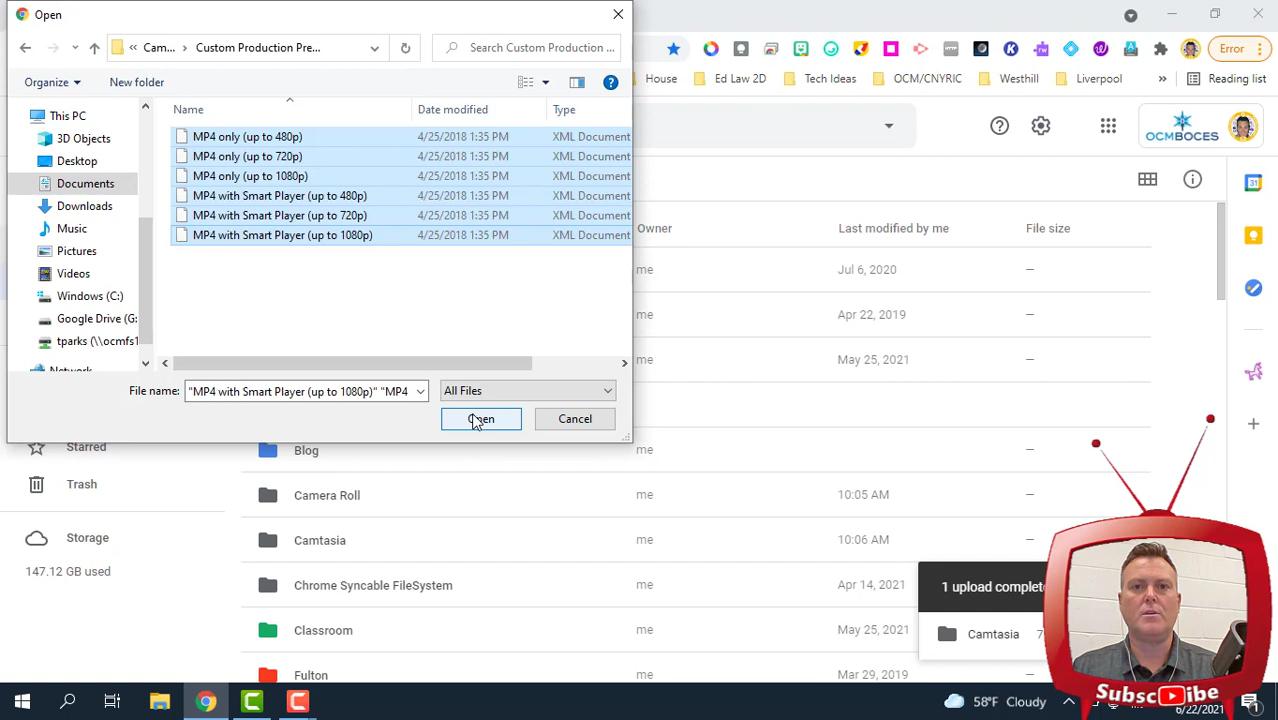 Open
Cam...
Custom Production Pre...
Search Custom Production ...
Error
Organize
New folder
House
Ed Law 2D
Tech Ideas
OCM/CNYRIC
Westhill
Liverpool
»
Reading list
Name
Date modified
Type
This PC
3D Objects
Desktop
Documents
Downloads
Music
Pictures
Videos
Windows (C:)
Google Drive (G:
tparks (\\ocmfs1
Network
MP4 only (up to 480p) 4/25/2018 1:35 PM XML Document
MP4 only (up to 720p) 4/25/2018 1:35 PM XML Document
MP4 only (up to 1080p) 4/25/2018 1:35 PM XML Document
MP4 with Smart Player (up to 480p) 4/25/2018 1:35 PM XML Document
MP4 with Smart Player (up to 720p) 4/25/2018 1:35 PM XML Document
MP4 with Smart Player (up to 1080p) 4/25/2018 1:35 PM XML Document
File name: "MP4 with Smart Player (up to 1080p)" "MP4
All Files
Open
Cancel
OCMBOCES
Owner
Last modified by me
File size
me Jul 6, 2020 —
me Apr 22, 2019 —
me May 25, 2021 —
Starred
Trash
Storage
147.12 GB used
Blog me —
Camera Roll me 10:05 AM —
Camtasia me 10:06 AM —
Chrome Syncable FileSystem me Apr 14, 2021
Classroom me May 25, 2021
Fulton me Mar 29, 2019
1 upload complete
Camtasia 7
Subscribe
58°F Cloudy
6/22/2021
1